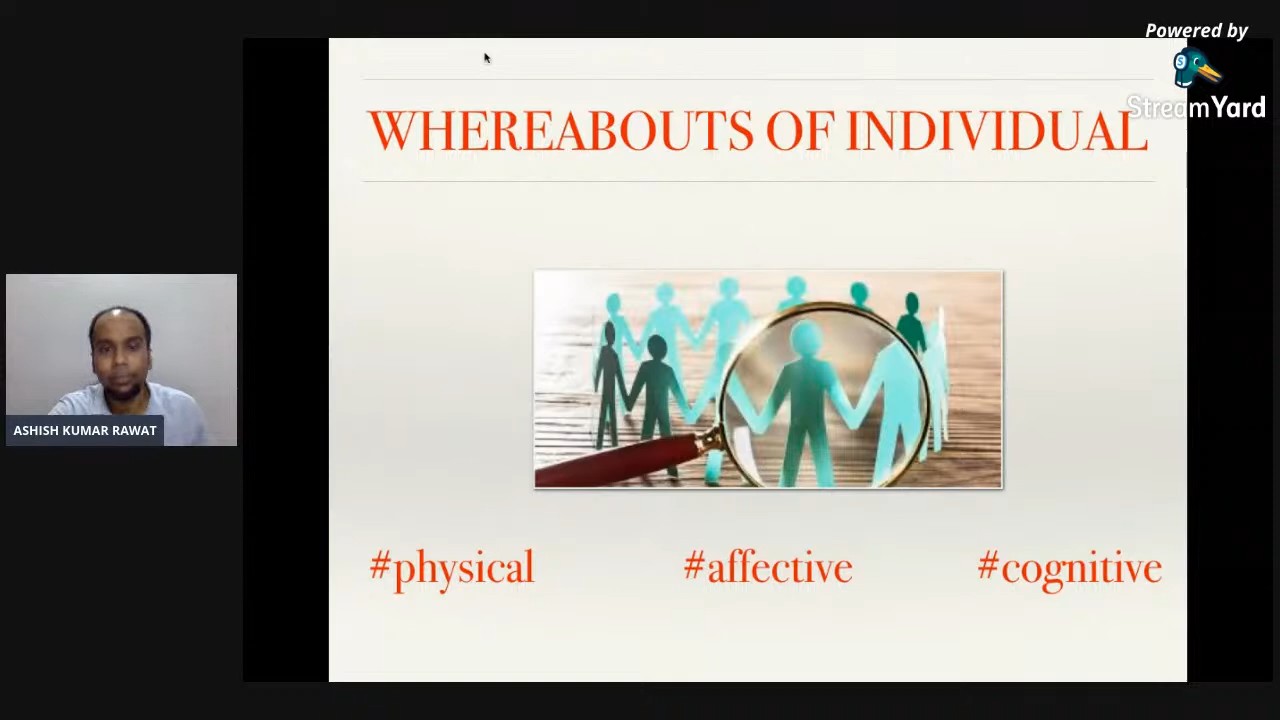 Powered by
StreamYard
WHEREABOUTS OF INDIVIDUAL
ASHISH KUMAR RAWAT
#physical #affective #cognitive